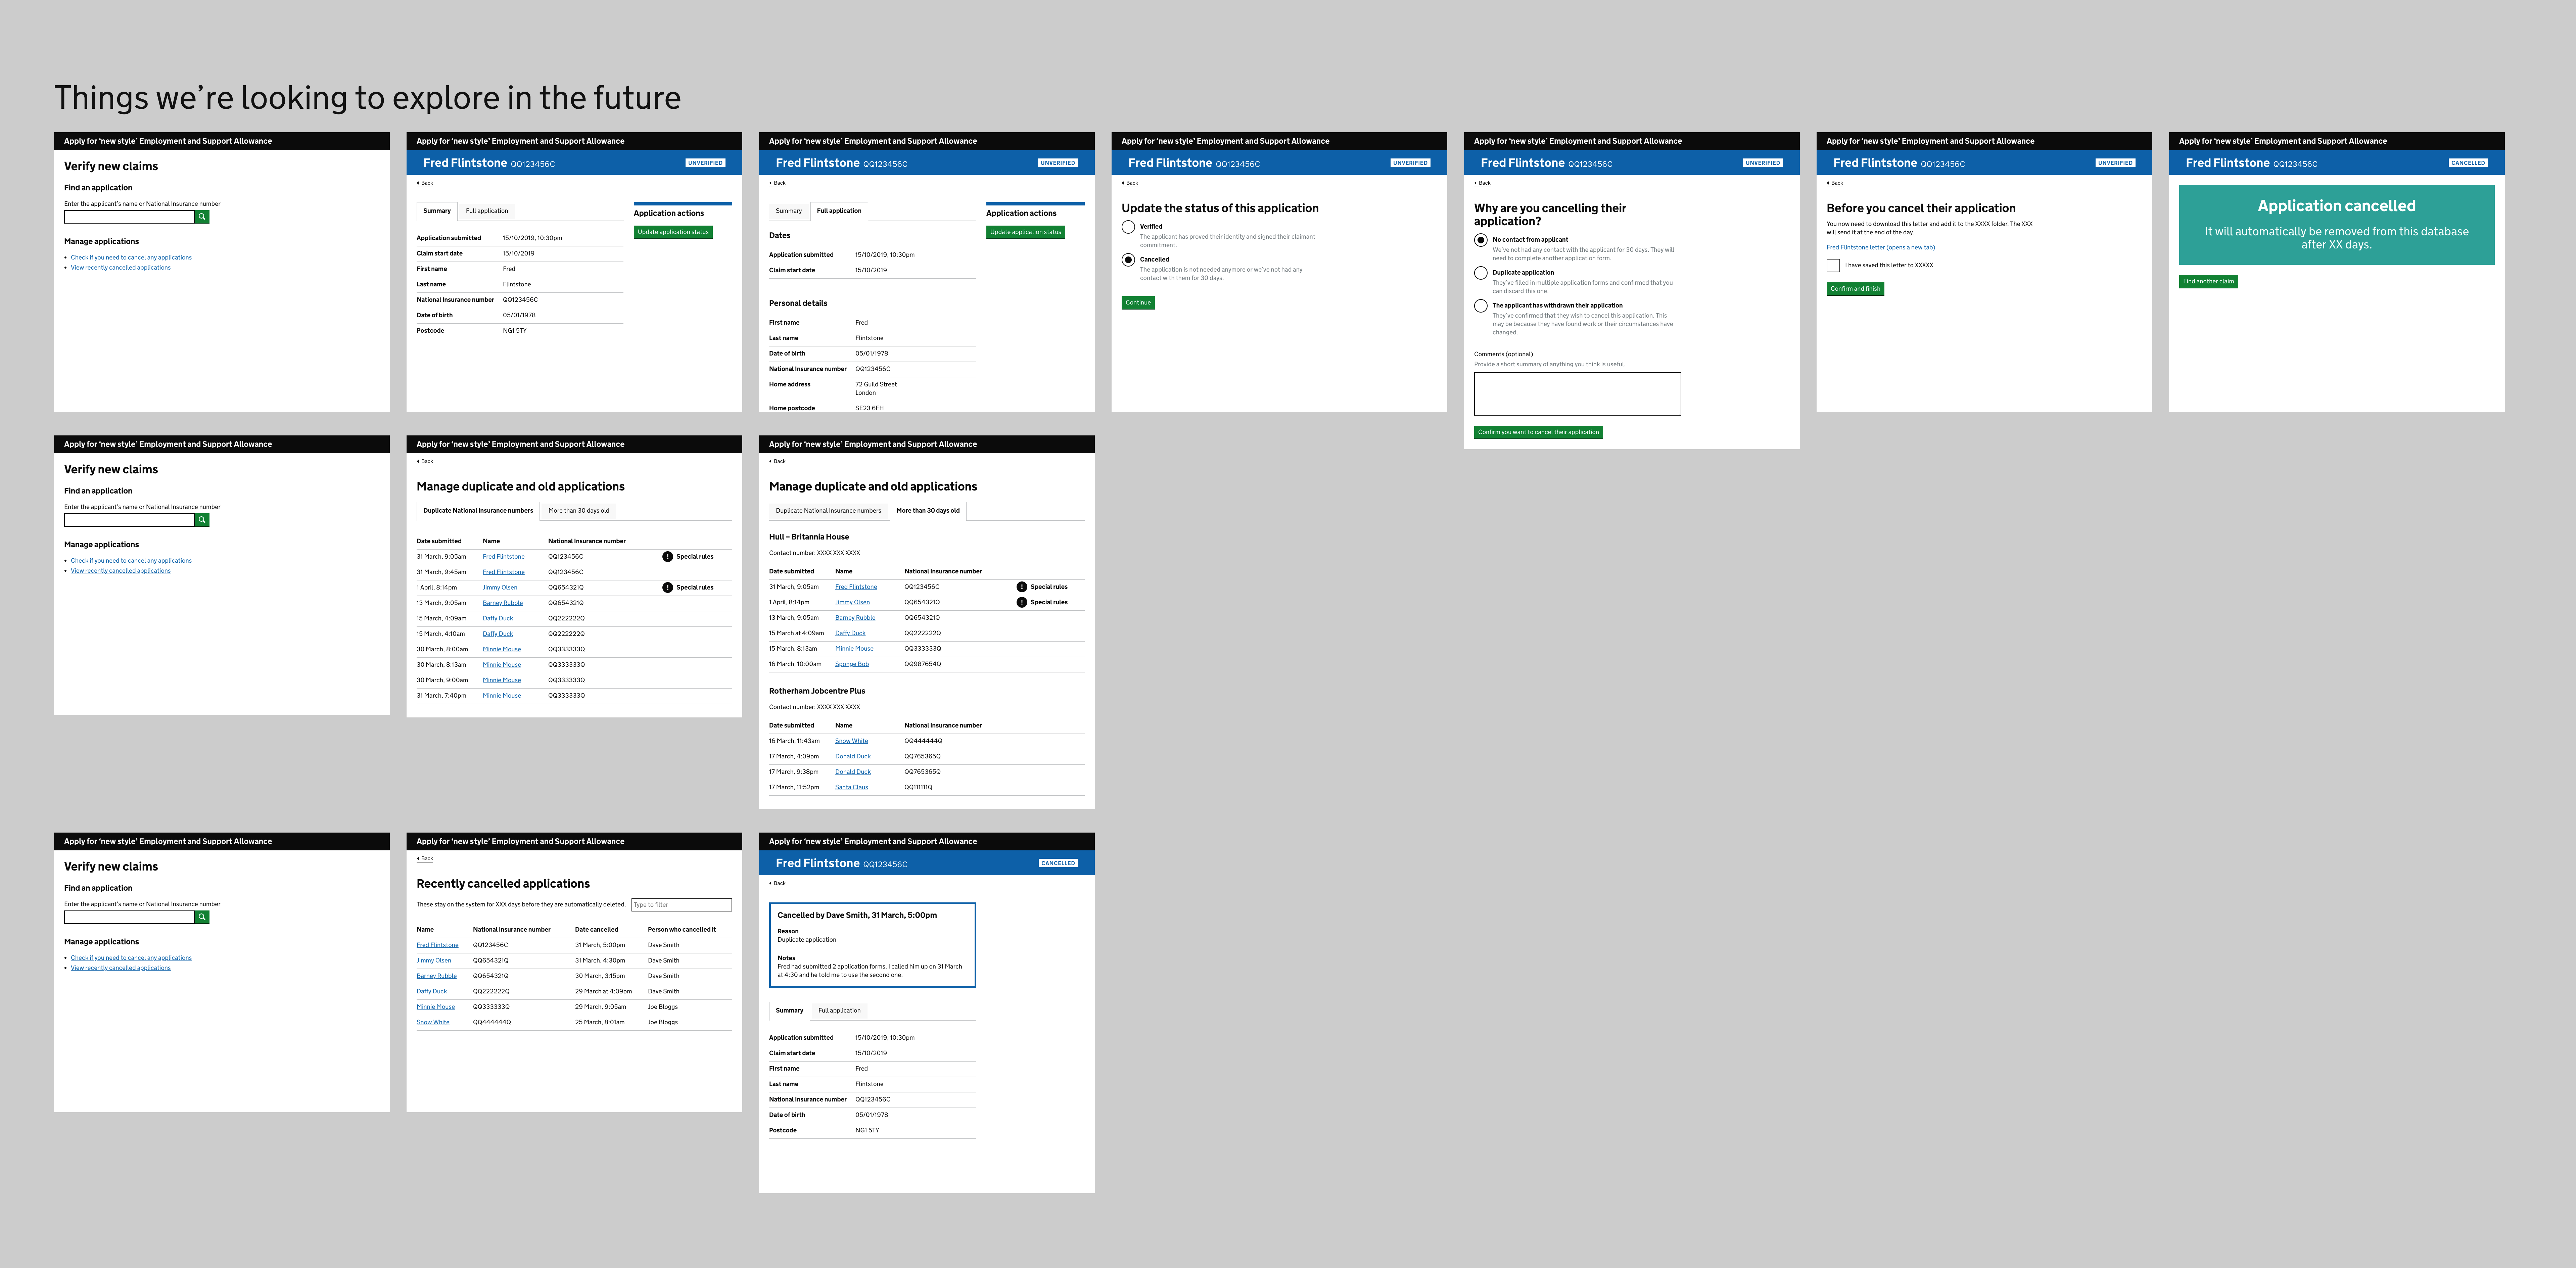 Things we’re looking to explore in the future
Apply for ‘new style’ Employment and Support Allowance
Verify new claims
Find an application
Enter the applicant’s name or National Insurance number
Manage applications
• Check if you need to cancel any applications
• View recently cancelled applications
Apply for ‘new style’ Employment and Support Allowance
Fred Flintstone QQ123456C UNVERIFIED
Back
Summary Full application
Application actions
Update application status
Application submitted 15/10/2019, 10:30pm
Claim start date 15/10/2019
First name Fred
Last name Flintstone
National Insurance number QQ123456C
Date of birth 05/01/1978
Postcode NG1 5TY
Apply for ‘new style’ Employment and Support Allowance
Fred Flintstone QQ123456C UNVERIFIED
Back
Summary Full application
Application actions
Update application status
Dates
Application submitted 15/10/2019, 10:30pm
Claim start date 15/10/2019
Personal details
First name Fred
Last name Flintstone
Date of birth 05/01/1978
National Insurance number QQ123456C
Home address 72 Guild Street
London
Home postcode SE23 6FH
Apply for ‘new style’ Employment and Support Allowance
Fred Flintstone QQ123456C UNVERIFIED
Back
Update the status of this application
Verified
The applicant has proved their identity and signed their claimant
commitment.
Cancelled
The application is not needed anymore or we’ve not had any
contact with them for 30 days.
Continue
Apply for ‘new style’ Employment and Support Allowance
Fred Flintstone QQ123456C UNVERIFIED
Back
Why are you cancelling their
application?
No contact from applicant
We’ve not had any contact with the applicant for 30 days. They will
need to complete another application form.
Duplicate application
They’ve filled in multiple application forms and confirmed that you
can discard this one.
The applicant has withdrawn their application
They’ve confirmed that they wish to cancel this application. This
may be because they have found work or their circumstances have
changed.
Comments (optional)
Provide a short summary of anything you think is useful.
Confirm you want to cancel their application
Apply for ‘new style’ Employment and Support Allowance
Fred Flintstone QQ123456C UNVERIFIED
Back
Before you cancel their application
You now need to download this letter and add it to the XXXX folder. The XXX
will send it at the end of the day.
Fred Flintstone letter (opens a new tab)
I have saved this letter to XXXXX
Confirm and finish
Apply for ‘new style’ Employment and Support Allowance
Fred Flintstone QQ123456C CANCELLED
Application cancelled
It will automatically be removed from this database
after XX days.
Find another claim
Apply for ‘new style’ Employment and Support Allowance
Verify new claims
Find an application
Enter the applicant’s name or National Insurance number
Manage applications
• Check if you need to cancel any applications
• View recently cancelled applications
Apply for ‘new style’ Employment and Support Allowance
Back
Manage duplicate and old applications
Duplicate National Insurance numbers More than 30 days old
Date submitted Name National Insurance number
31 March, 9:05am Fred Flintstone QQ123456C ! Special rules
31 March, 9:45am Fred Flintstone QQ123456C
1 April, 8:14pm Jimmy Olsen QQ654321Q ! Special rules
13 March, 9:05am Barney Rubble QQ654321Q
15 March, 4:09am Daffy Duck QQ222222Q
15 March, 4:10am Daffy Duck QQ222222Q
30 March, 8:00am Minnie Mouse QQ333333Q
30 March, 8:13am Minnie Mouse QQ333333Q
30 March, 9:00am Minnie Mouse QQ333333Q
31 March, 7:40pm Minnie Mouse QQ333333Q
Apply for ‘new style’ Employment and Support Allowance
Back
Manage duplicate and old applications
Duplicate National Insurance numbers More than 30 days old
Hull – Britannia House
Contact number: XXXX XXX XXXX
Date submitted Name National Insurance number
31 March, 9:05am Fred Flintstone QQ123456C ! Special rules
1 April, 8:14pm Jimmy Olsen QQ654321Q ! Special rules
13 March, 9:05am Barney Rubble QQ654321Q
15 March at 4:09am Daffy Duck QQ222222Q
15 March, 8:13am Minnie Mouse QQ333333Q
16 March, 10:00am Sponge Bob QQ987654Q
Rotherham Jobcentre Plus
Contact number: XXXX XXX XXXX
Date submitted Name National Insurance number
16 March, 11:43am Snow White QQ444444Q
17 March, 4:09pm Donald Duck QQ765365Q
17 March, 9:38pm Donald Duck QQ765365Q
17 March, 11:52pm Santa Claus QQ111111Q
Apply for ‘new style’ Employment and Support Allowance
Verify new claims
Find an application
Enter the applicant’s name or National Insurance number
Manage applications
• Check if you need to cancel any applications
• View recently cancelled applications
Apply for ‘new style’ Employment and Support Allowance
Back
Recently cancelled applications
These stay on the system for XXX days before they are automatically deleted. Type to filter
Name National Insurance number Date cancelled Person who cancelled it
Fred Flintstone QQ123456C 31 March, 5:00pm Dave Smith
Jimmy Olsen QQ654321Q 31 March, 4:30pm Dave Smith
Barney Rubble QQ654321Q 30 March, 3:15pm Dave Smith
Daffy Duck QQ222222Q 29 March at 4:09pm Dave Smith
Minnie Mouse QQ333333Q 29 March, 9:05am Joe Bloggs
Snow White QQ444444Q 25 March, 8:01am Joe Bloggs
Apply for ‘new style’ Employment and Support Allowance
Fred Flintstone QQ123456C CANCELLED
Back
Cancelled by Dave Smith, 31 March, 5:00pm
Reason
Duplicate application
Notes
Fred had submitted 2 application forms. I called him up on 31 March
at 4:30 and he told me to use the second one.
Summary Full application
Application submitted 15/10/2019, 10:30pm
Claim start date 15/10/2019
First name Fred
Last name Flintstone
National Insurance number QQ123456C
Date of birth 05/01/1978
Postcode NG1 5TY